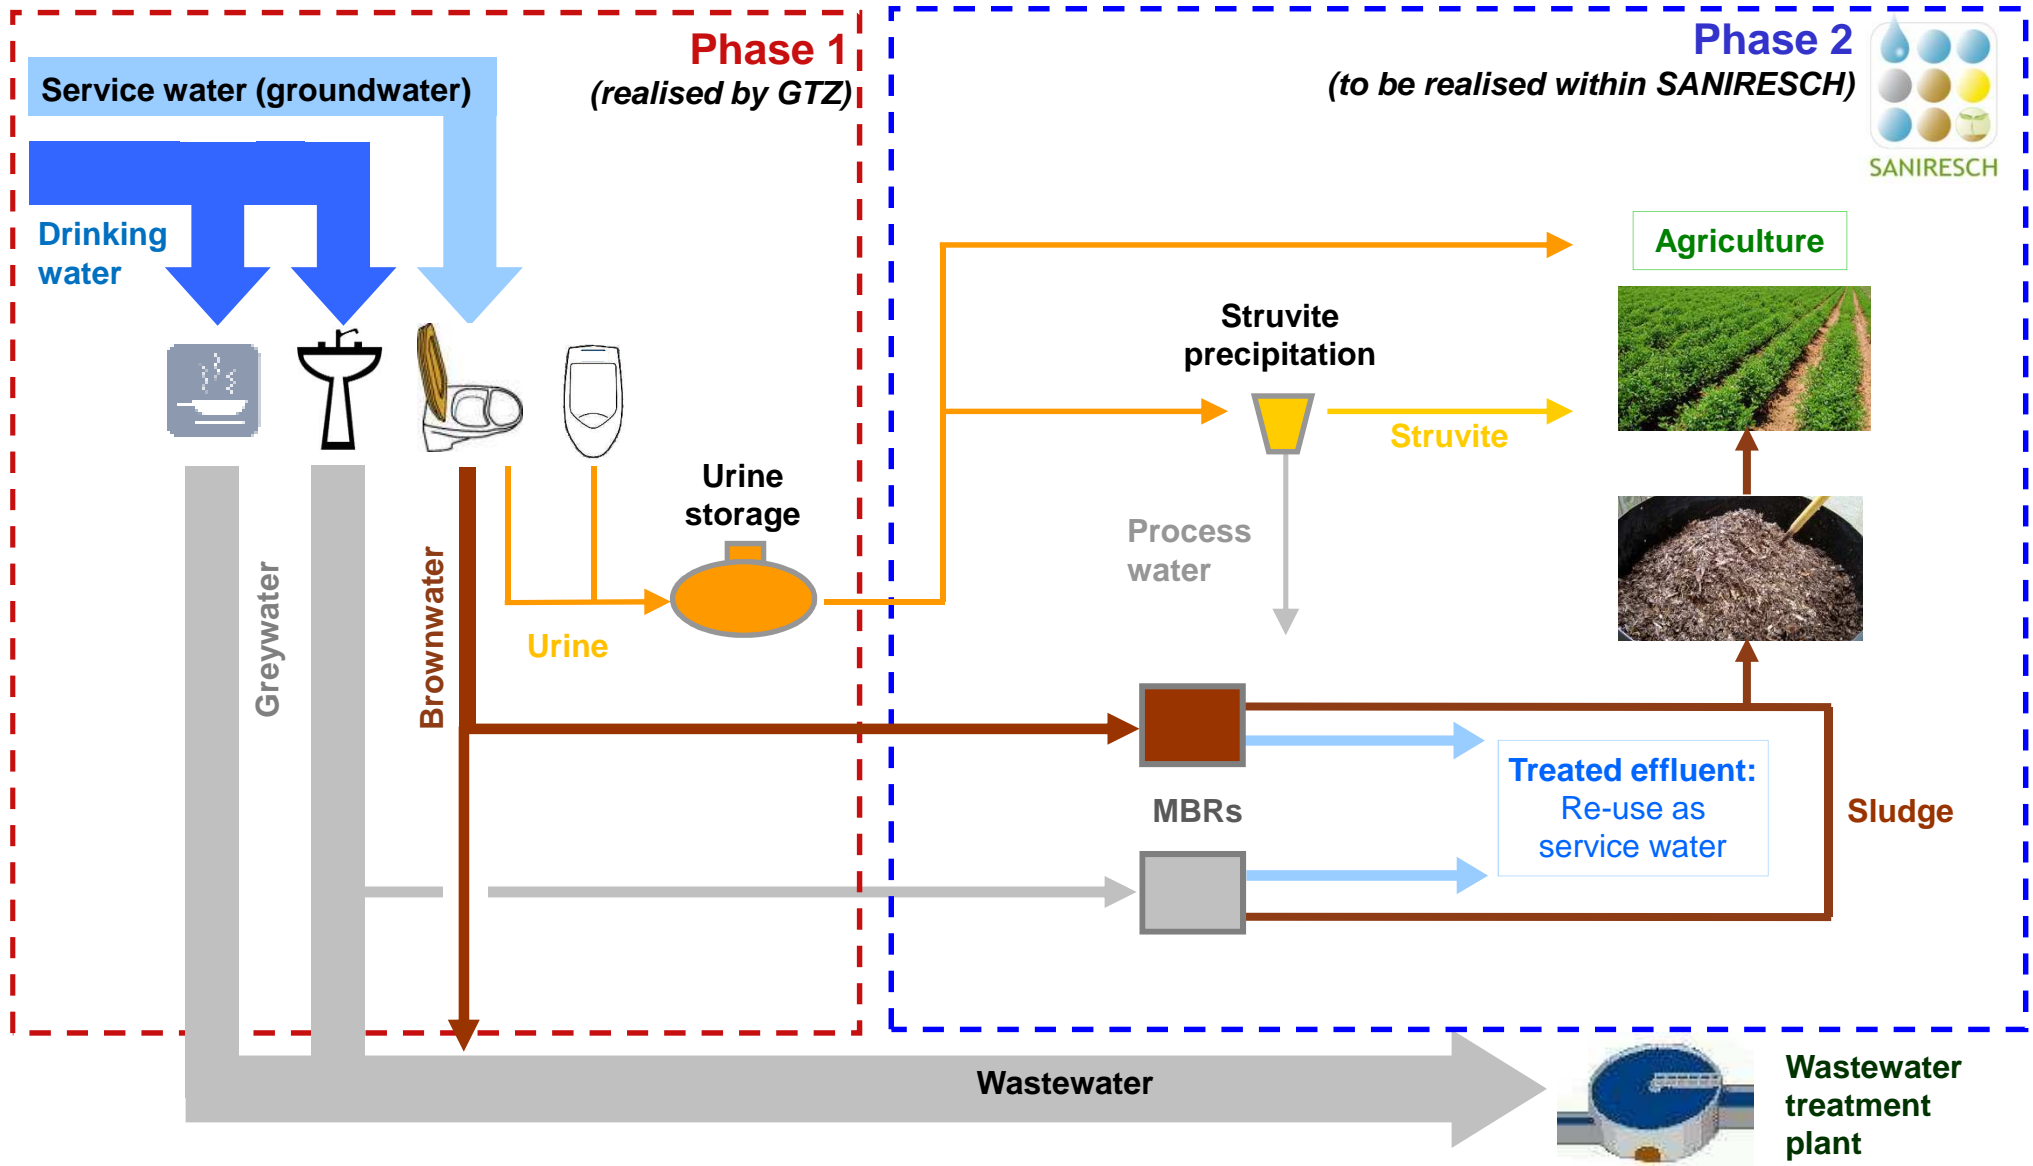 Phase 1
(realised by GTZ)
Service water (groundwater)
Drinking
water
Urine
storage
Urine
Greywater
Brownwater
Phase 2
(to be realised within SANIRESCH)
SANIRESCH
Agriculture
Struvite
precipitation
Struvite
Process
water
MBRs
Treated effluent:
Re-use as
service water
Sludge
Wastewater
Wastewater
treatment
plant